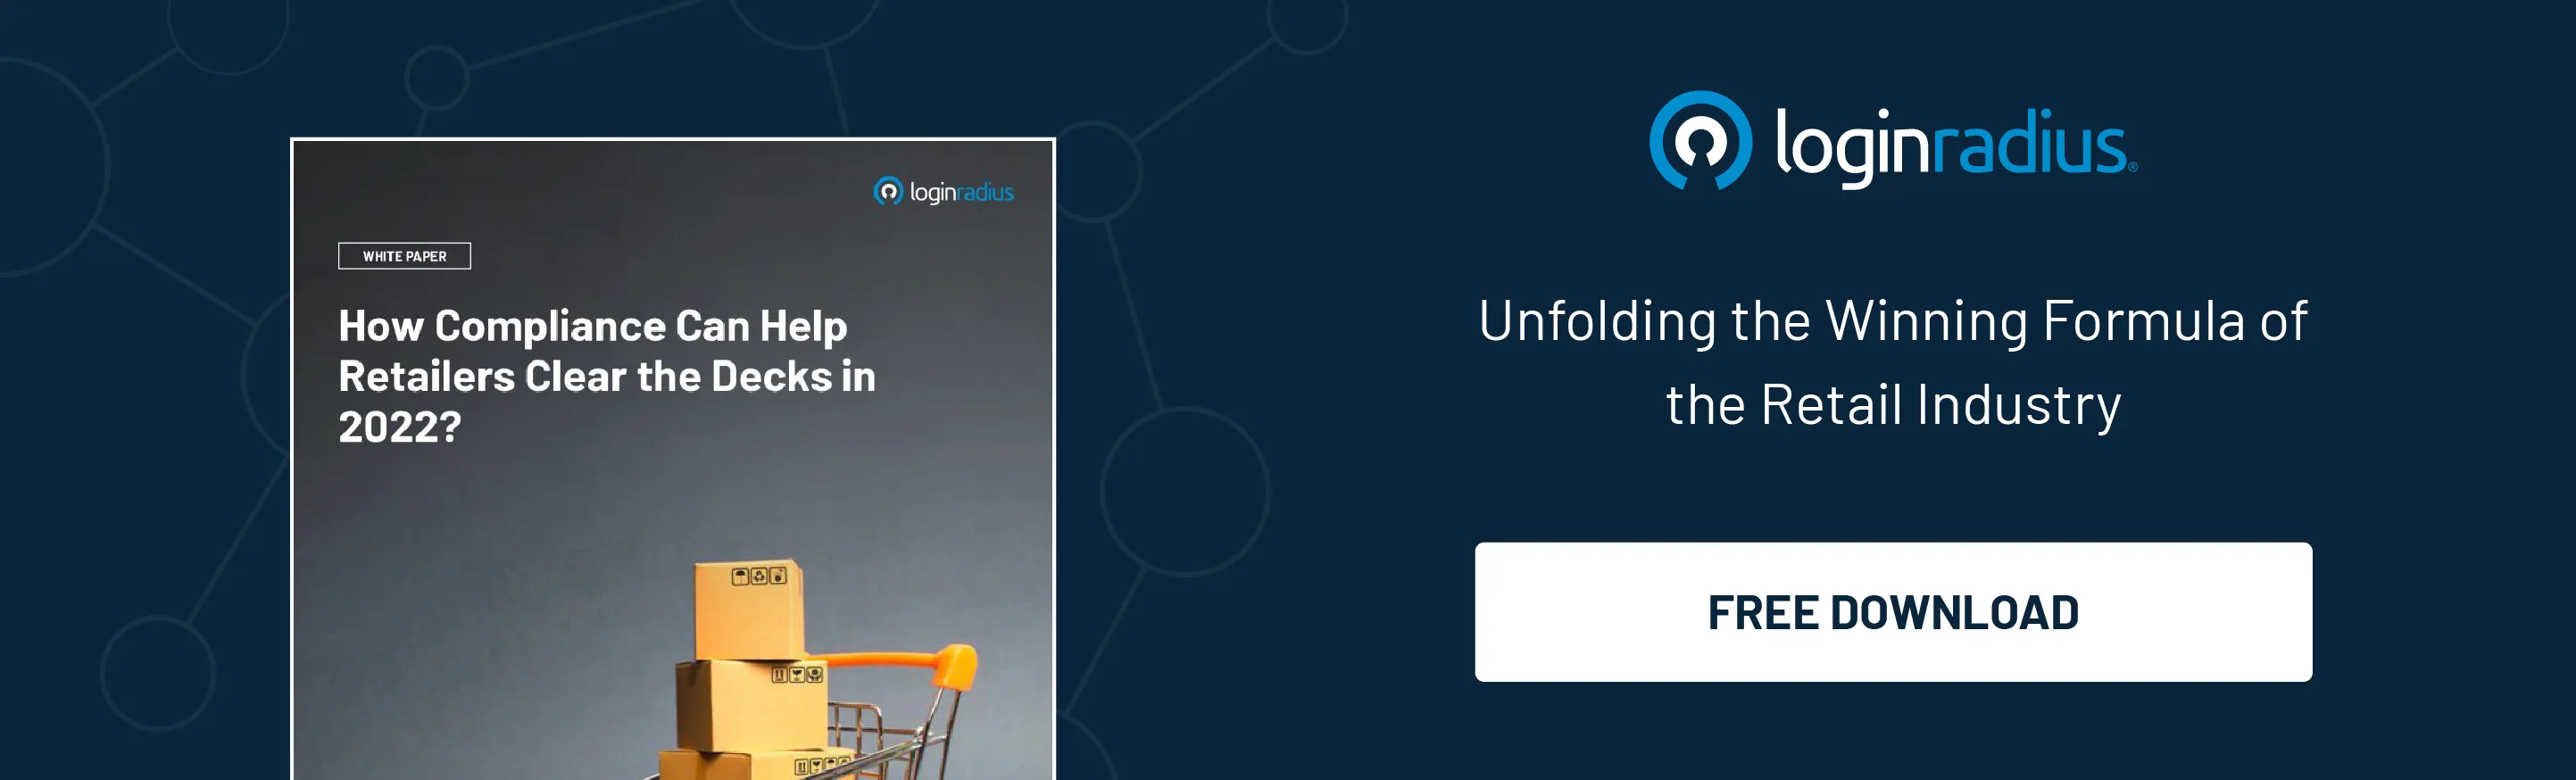 loginradius
WHITE PAPER
How Compliance Can Help
Retailers Clear the Decks in
2022?
loginradius®
Unfolding the Winning Formula of
the Retail Industry
FREE DOWNLOAD